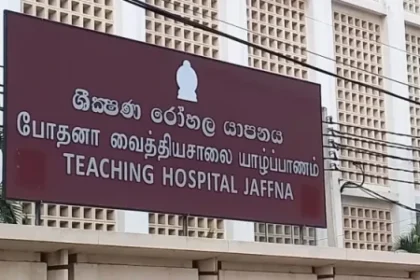 ශික්ෂණ රෝහල යාපනය
போதனா வைத்தியசாலை யாழ்ப்பாணம்
TEACHING HOSPITAL JAFFNA